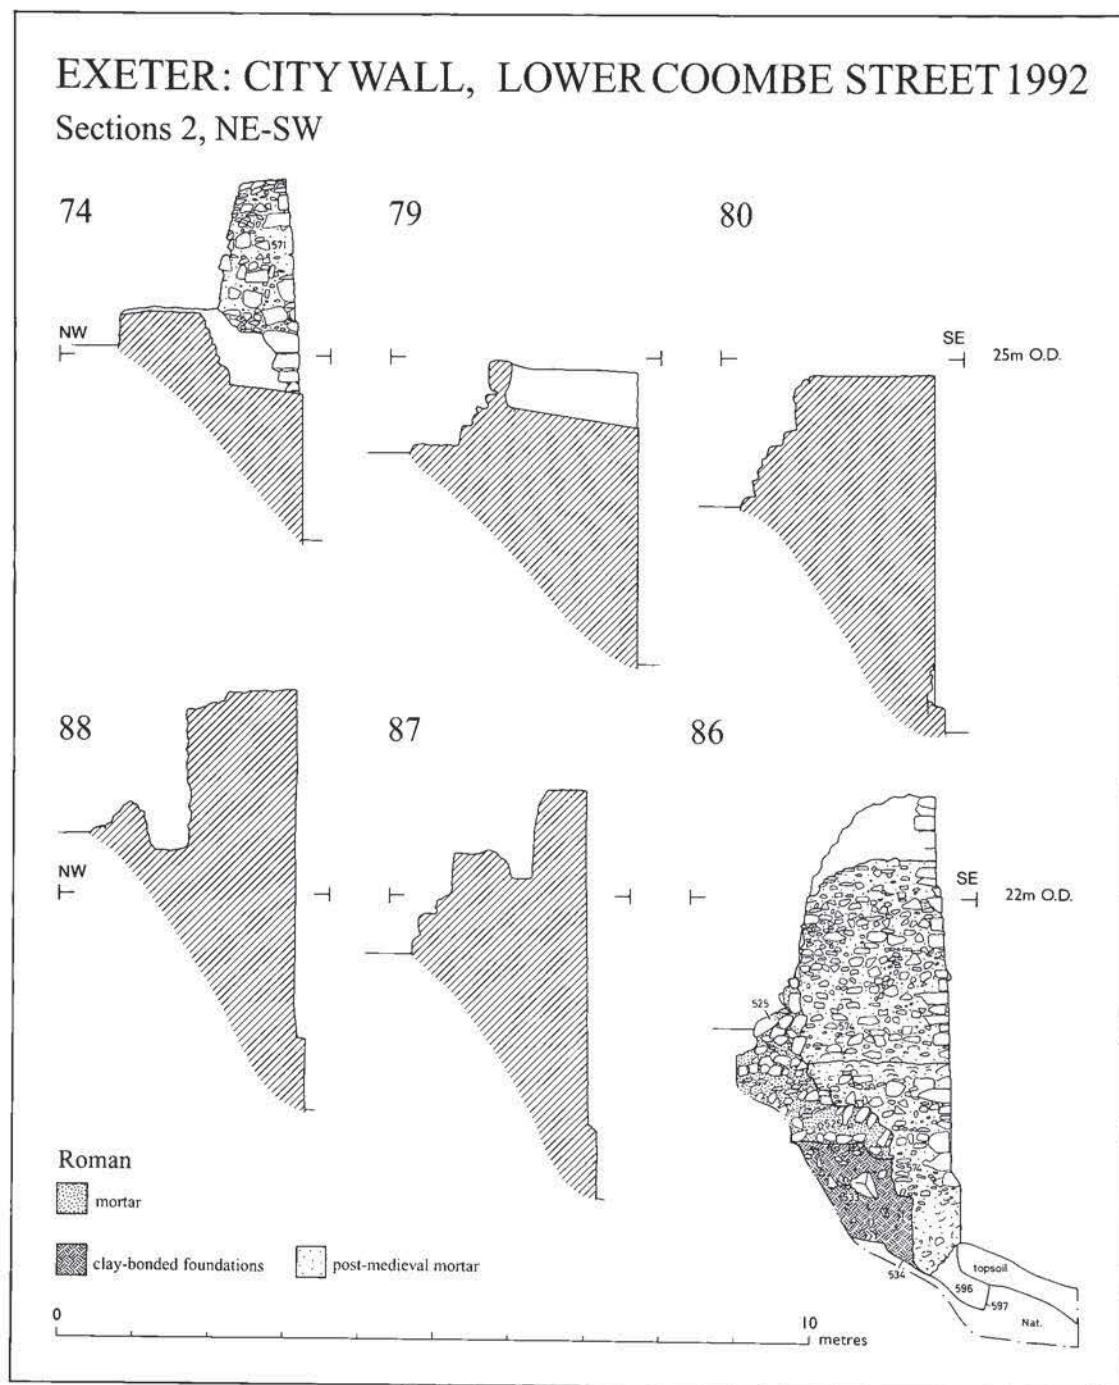 EXETER: CITY WALL, LOWER COOMBE STREET 1992
Sections 2, NE-SW
74
79
80
571
NW
SE
25m O.D.
88
87
86
NW
SE
22m O.D.
525
574
529
533
534
topsoil
596
597
Nat.
Roman
mortar
clay-bonded foundations
post-medieval mortar
0
10
metres